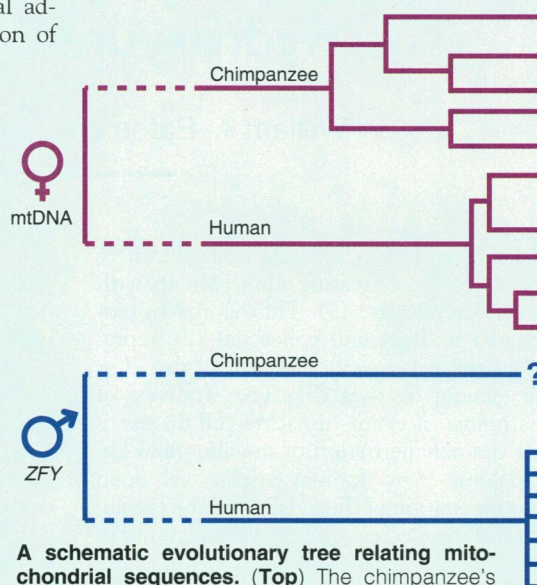 al ad-
on of
Chimpanzee
mtDNA
Human
Chimpanzee
?
ZFY
Human
A schematic evolutionary tree relating mito-
chondrial sequences. (Top) The chimpanzee's